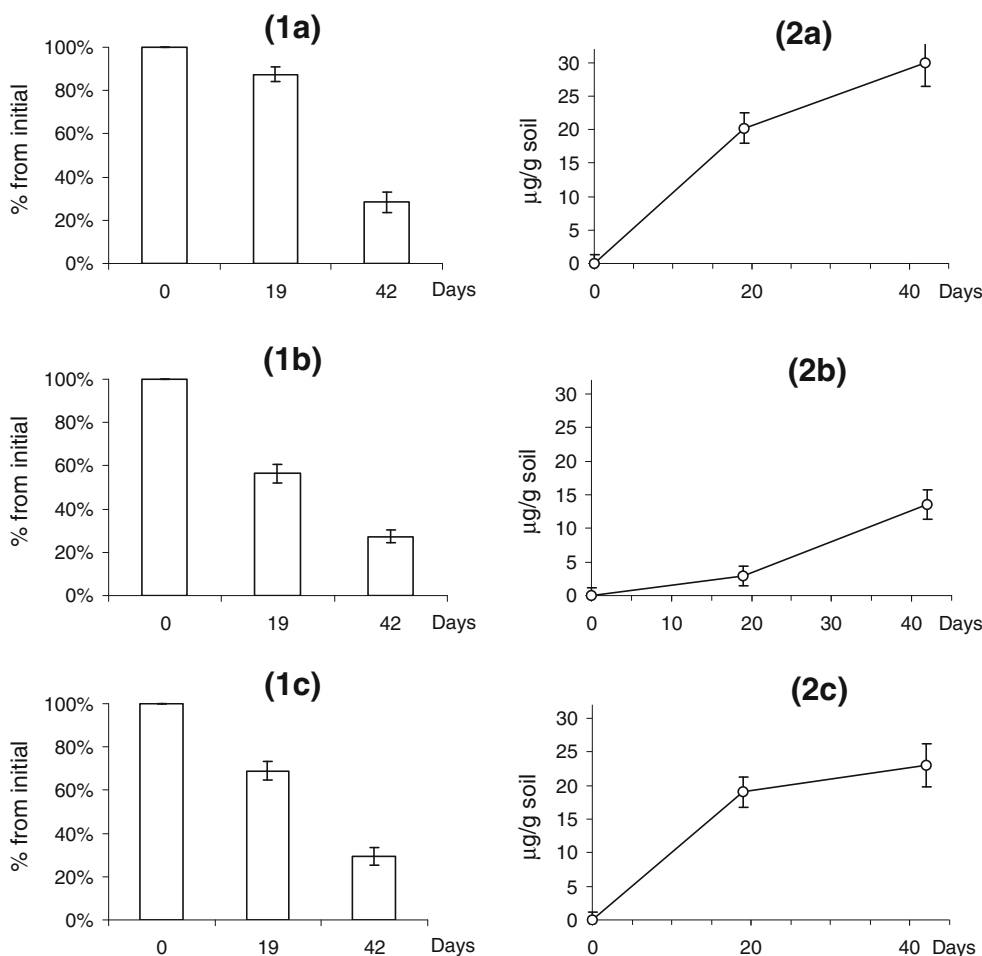 (1a)
% from initial
100%
80%
60%
40%
20%
0%
0 19 42 Days
(2a)
µg/g soil
30
25
20
15
10
5
0
0 20 40 Days
(1b)
% from initial
100%
80%
60%
40%
20%
0%
0 19 42 Days
(2b)
µg/g soil
30
25
20
15
10
5
0
0 10 20 30 40 Days
(1c)
% from initial
100%
80%
60%
40%
20%
0%
0 19 42 Days
(2c)
µg/g soil
30
25
20
15
10
5
0
0 20 40 Days